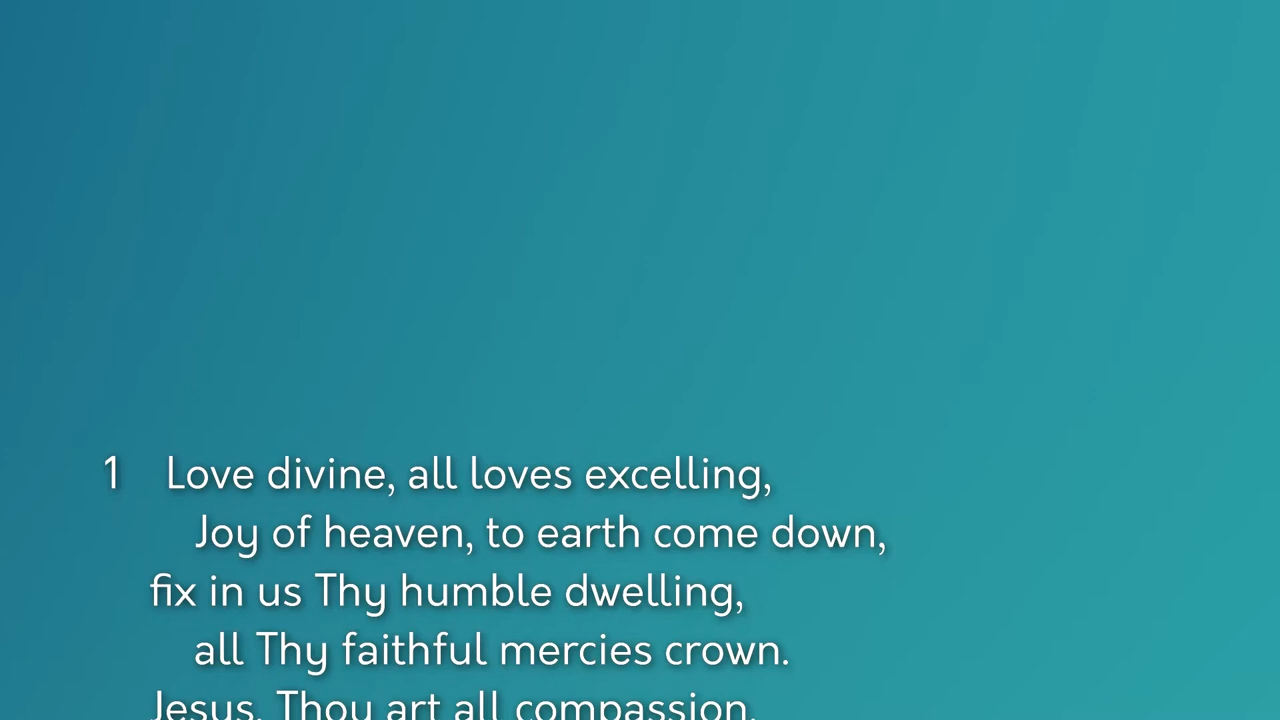 1 Love divine, all loves excelling,
Joy of heaven, to earth come down,
fix in us Thy humble dwelling,
all Thy faithful mercies crown.
Jesus, Thou art all compassion,